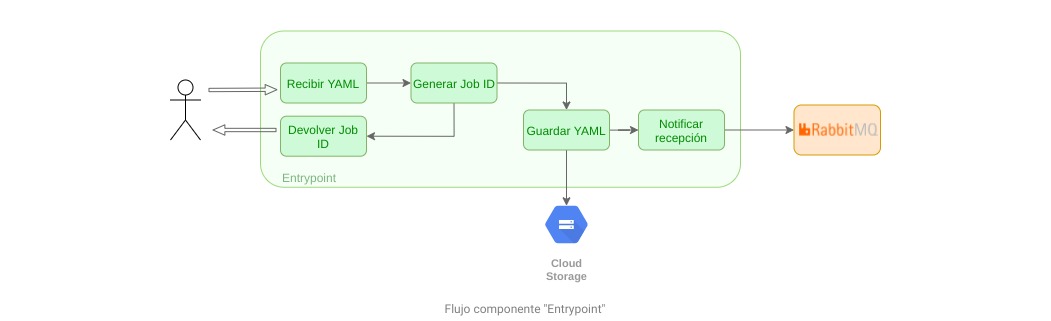 Recibir YAML
Generar Job ID
Devolver Job
ID
Guardar YAML
Notificar
recepción
RabbitMQ
Entrypoint
Cloud
Storage
Flujo componente "Entrypoint"